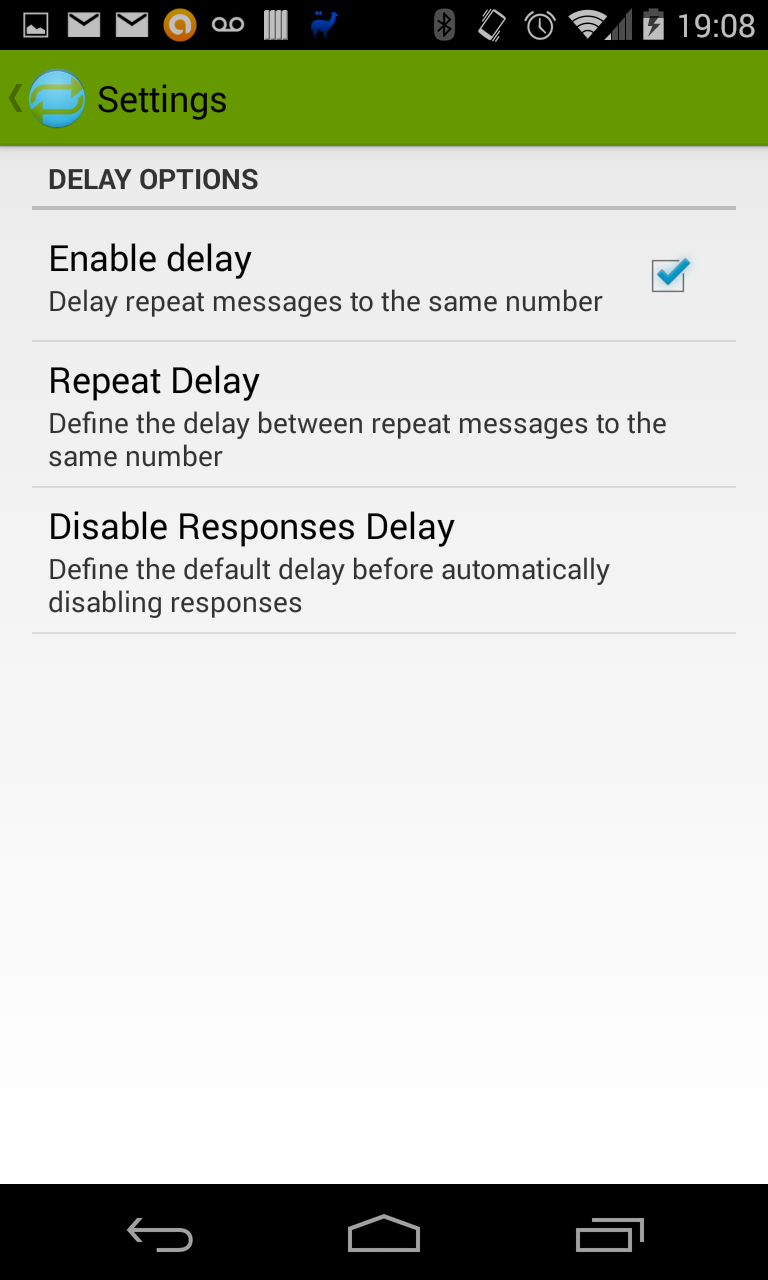 19:08
Settings
DELAY OPTIONS
Enable delay
Delay repeat messages to the same number
Repeat Delay
Define the delay between repeat messages to the
same number
Disable Responses Delay
Define the default delay before automatically
disabling responses